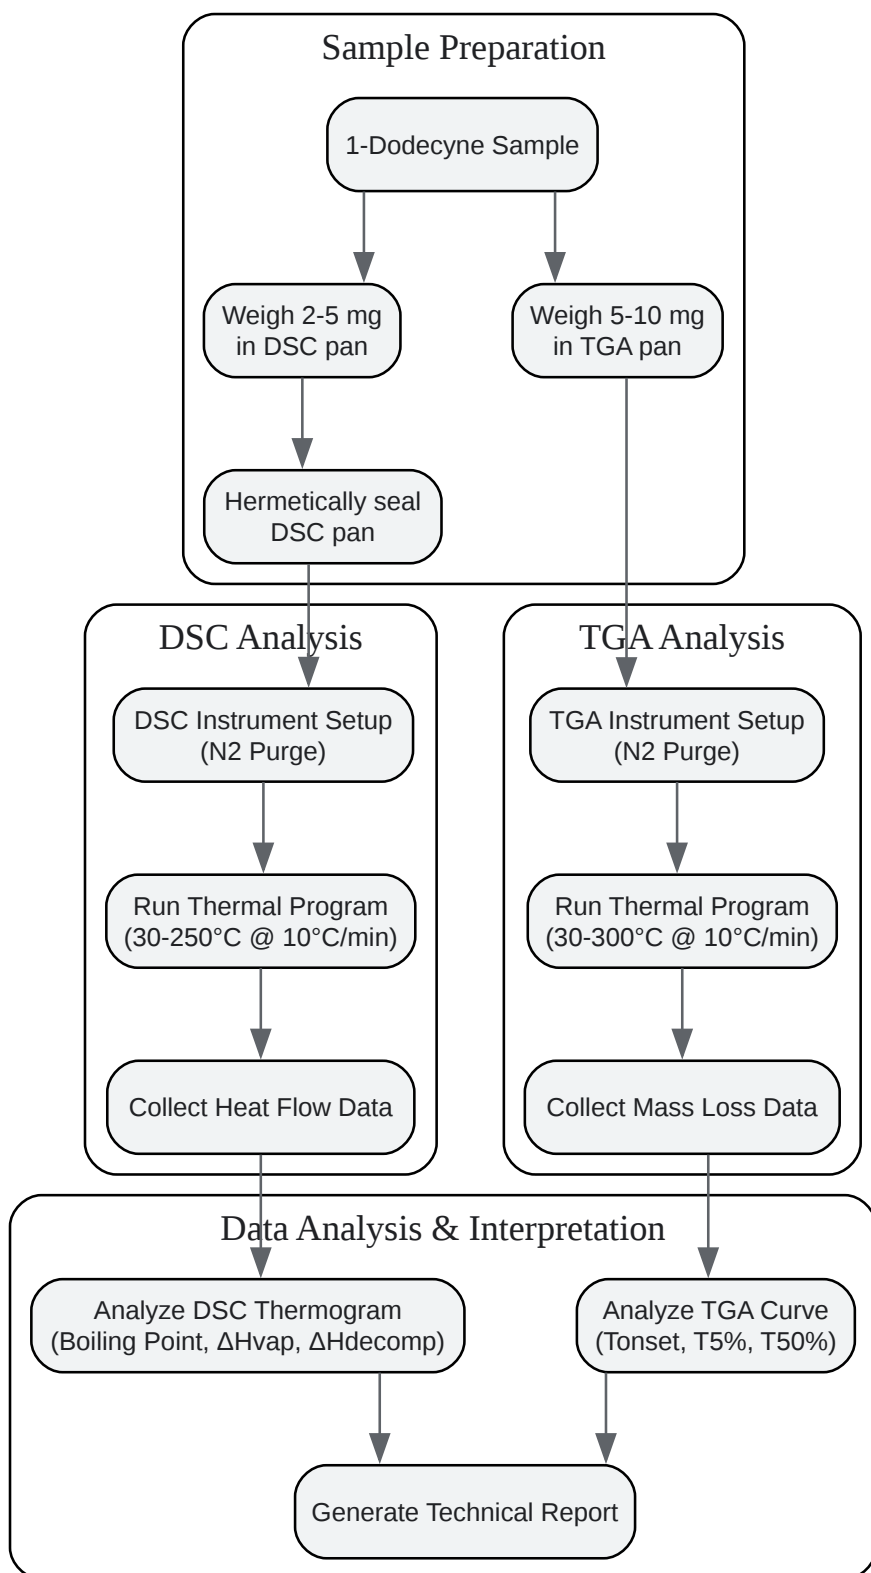 Sample Preparation
1-Dodecyne Sample
Weigh 2-5 mg
in DSC pan
Weigh 5-10 mg
in TGA pan
Hermetically seal
DSC pan
DSC Analysis
TGA Analysis
DSC Instrument Setup
(N2 Purge)
TGA Instrument Setup
(N2 Purge)
Run Thermal Program
(30-250°C @ 10°C/min)
Run Thermal Program
(30-300°C @ 10°C/min)
Collect Heat Flow Data
Collect Mass Loss Data
Data Analysis & Interpretation
Analyze DSC Thermogram
(Boiling Point, ΔHvap, ΔHdecomp)
Analyze TGA Curve
(Tonset, T5%, T50%)
Generate Technical Report